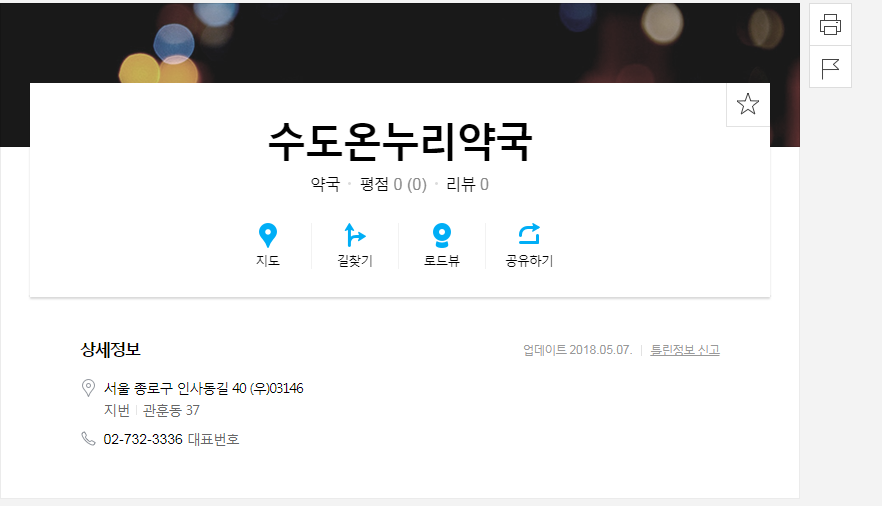 수도온누리약국
약국 · 평점 0 (0) · 리뷰 0
지도 길찾기 로드뷰 공유하기
상세정보 업데이트 2018.05.07. | 틀린정보 신고
서울 종로구 인사동길 40 (우)03146
지번 | 관훈동 37
02-732-3336 대표번호